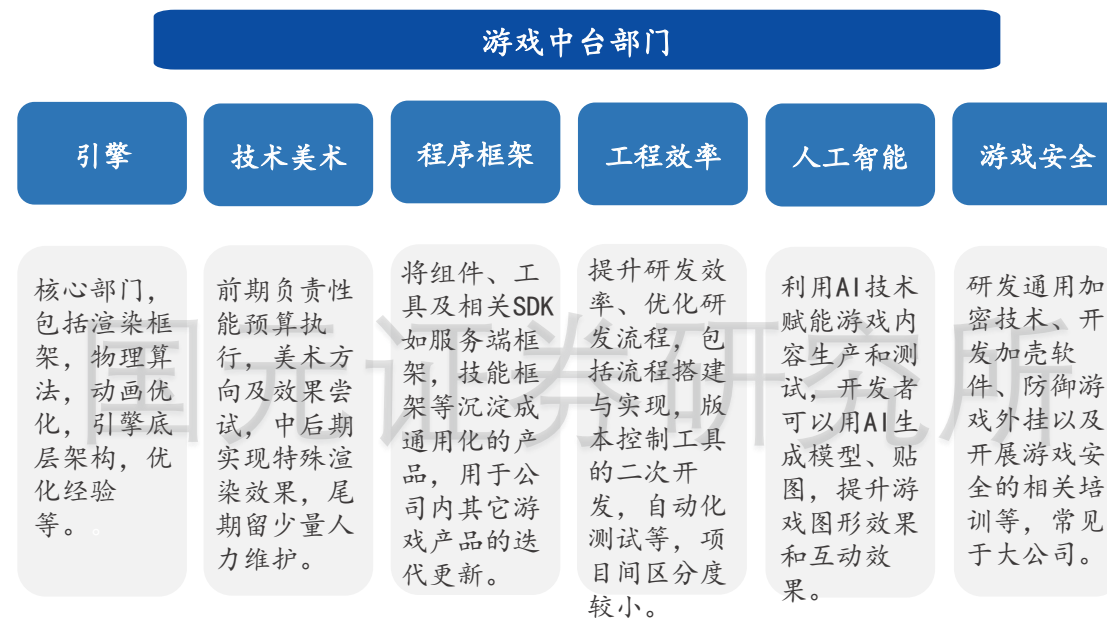 游戏中台部门
引擎
技术美术
程序框架
工程效率
人工智能
游戏安全
核心部门，
包括渲染框
架，物理算
法，动画优
化，引擎底
层架构，优
化经验
等。
前期负责性
能预算执
行，美术方
向及效果尝
试，中后期
实现特殊渲
染效果，尾
期留少量人
力维护。
将组件、工
具及相关SDK
如服务端框
架，技能框
架等沉淀成
通用化的产
品，用于公
司内其它游
戏产品的迭
代更新。
提升研发效
率、优化研
发流程，包
括流程搭建
与实现，版
本控制工具
的二次开
发，自动化
测试等，项
目间区分度
较小。
利用AI技术
赋能游戏内
容生产和测
试，开发者
可以用AI生
成模型、贴
图，提升游
戏图形效果
和互动效
果。
研发通用加
密技术、开
发加壳软
件、防御游
戏外挂以及
开展游戏安
全的相关培
训等，常见
于大公司。
国元证券研究所